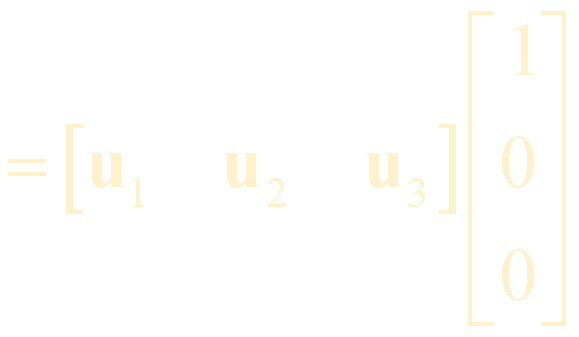 = [ u₁ u₂ u₃ ] [ 1
0
0 ]